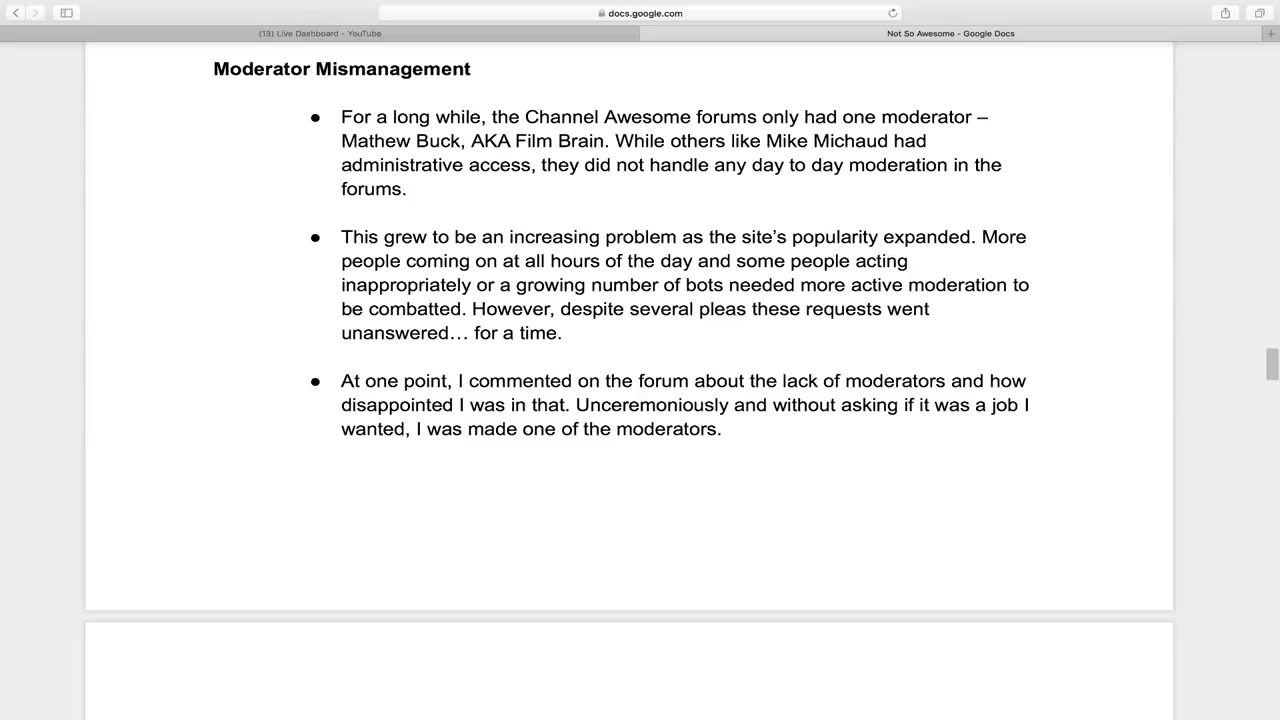 docs.google.com
(13) Live Dashboard - YouTube
Not So Awesome - Google Docs
Moderator Mismanagement
● For a long while, the Channel Awesome forums only had one moderator –
Mathew Buck, AKA Film Brain. While others like Mike Michaud had
administrative access, they did not handle any day to day moderation in the
forums.
● This grew to be an increasing problem as the site’s popularity expanded. More
people coming on at all hours of the day and some people acting
inappropriately or a growing number of bots needed more active moderation to
be combatted. However, despite several pleas these requests went
unanswered… for a time.
● At one point, I commented on the forum about the lack of moderators and how
disappointed I was in that. Unceremoniously and without asking if it was a job I
wanted, I was made one of the moderators.